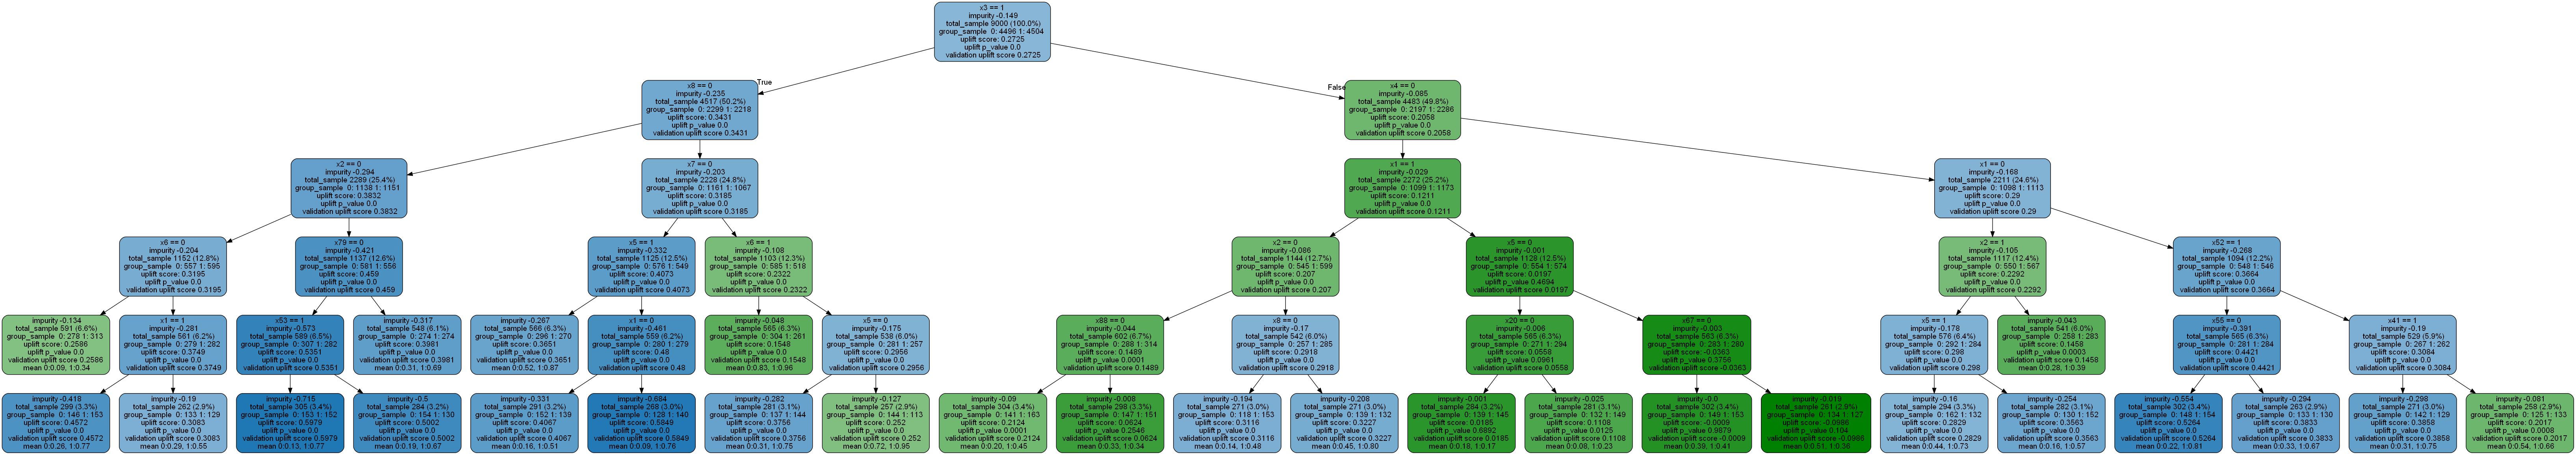 x3 == 1
impurity -0.149
total_sample 9000 (100.0%)
group_sample 0: 4496 1: 4504
uplift score: 0.2725
uplift p_value 0.0
validation uplift score 0.2725
True
False
x8 == 0
impurity -0.235
total_sample 4517 (50.2%)
group_sample 0: 2299 1: 2218
uplift score: 0.3431
uplift p_value 0.0
validation uplift score 0.3431
x4 == 0
impurity -0.085
total_sample 4483 (49.8%)
group_sample 0: 2197 1: 2286
uplift score: 0.2058
uplift p_value 0.0
validation uplift score 0.2058
x2 == 0
impurity -0.294
total_sample 2289 (25.4%)
group_sample 0: 1138 1: 1151
uplift score: 0.3832
uplift p_value 0.0
validation uplift score 0.3832
x7 == 0
impurity -0.203
total_sample 2228 (24.8%)
group_sample 0: 1161 1: 1067
uplift score: 0.3185
uplift p_value 0.0
validation uplift score 0.3185
x1 == 1
impurity -0.029
total_sample 2272 (25.2%)
group_sample 0: 1099 1: 1173
uplift score: 0.1211
uplift p_value 0.0
validation uplift score 0.1211
x1 == 0
impurity -0.168
total_sample 2211 (24.6%)
group_sample 0: 1098 1: 1113
uplift score: 0.29
uplift p_value 0.0
validation uplift score 0.29
x6 == 0
impurity -0.204
total_sample 1152 (12.8%)
group_sample 0: 557 1: 595
uplift score: 0.3195
uplift p_value 0.0
validation uplift score 0.3195
x79 == 0
impurity -0.421
total_sample 1137 (12.6%)
group_sample 0: 581 1: 556
uplift score: 0.459
uplift p_value 0.0
validation uplift score 0.459
x5 == 1
impurity -0.332
total_sample 1125 (12.5%)
group_sample 0: 576 1: 549
uplift score: 0.4073
uplift p_value 0.0
validation uplift score 0.4073
x6 == 1
impurity -0.108
total_sample 1103 (12.3%)
group_sample 0: 585 1: 518
uplift score: 0.2322
uplift p_value 0.0
validation uplift score 0.2322
x2 == 0
impurity -0.086
total_sample 1144 (12.7%)
group_sample 0: 545 1: 599
uplift score: 0.207
uplift p_value 0.0
validation uplift score 0.207
x5 == 0
impurity -0.001
total_sample 1128 (12.5%)
group_sample 0: 554 1: 574
uplift score: 0.0197
uplift p_value 0.4694
validation uplift score 0.0197
x2 == 1
impurity -0.105
total_sample 1117 (12.4%)
group_sample 0: 550 1: 567
uplift score: 0.2292
uplift p_value 0.0
validation uplift score 0.2292
x52 == 1
impurity -0.268
total_sample 1094 (12.2%)
group_sample 0: 548 1: 546
uplift score: 0.3664
uplift p_value 0.0
validation uplift score 0.3664
impurity -0.134
total_sample 591 (6.6%)
group_sample 0: 278 1: 313
uplift score: 0.2586
uplift p_value 0.0
validation uplift score 0.2586
mean 0:0.09, 1:0.34
x1 == 1
impurity -0.281
total_sample 561 (6.2%)
group_sample 0: 279 1: 282
uplift score: 0.3749
uplift p_value 0.0
validation uplift score 0.3749
x53 == 1
impurity -0.573
total_sample 589 (6.5%)
group_sample 0: 307 1: 282
uplift score: 0.5351
uplift p_value 0.0
validation uplift score 0.5351
impurity -0.317
total_sample 548 (6.1%)
group_sample 0: 274 1: 274
uplift score: 0.3981
uplift p_value 0.0
validation uplift score 0.3981
mean 0:0.31, 1:0.69
impurity -0.267
total_sample 566 (6.3%)
group_sample 0: 296 1: 270
uplift score: 0.3651
uplift p_value 0.0
validation uplift score 0.3651
mean 0:0.52, 1:0.87
x1 == 0
impurity -0.461
total_sample 559 (6.2%)
group_sample 0: 280 1: 279
uplift score: 0.48
uplift p_value 0.0
validation uplift score 0.48
impurity -0.048
total_sample 565 (6.3%)
group_sample 0: 304 1: 261
uplift score: 0.1548
uplift p_value 0.0
validation uplift score 0.1548
mean 0:0.83, 1:0.96
x5 == 0
impurity -0.175
total_sample 538 (6.0%)
group_sample 0: 281 1: 257
uplift score: 0.2956
uplift p_value 0.0
validation uplift score 0.2956
x88 == 0
impurity -0.044
total_sample 602 (6.7%)
group_sample 0: 288 1: 314
uplift score: 0.1489
uplift p_value 0.0001
validation uplift score 0.1489
x8 == 0
impurity -0.17
total_sample 542 (6.0%)
group_sample 0: 257 1: 285
uplift score: 0.2918
uplift p_value 0.0
validation uplift score 0.2918
x20 == 0
impurity -0.006
total_sample 565 (6.3%)
group_sample 0: 271 1: 294
uplift score: 0.0558
uplift p_value 0.0961
validation uplift score 0.0558
x67 == 0
impurity -0.003
total_sample 563 (6.3%)
group_sample 0: 283 1: 280
uplift score: -0.0363
uplift p_value 0.3756
validation uplift score -0.0363
x5 == 1
impurity -0.178
total_sample 576 (6.4%)
group_sample 0: 292 1: 284
uplift score: 0.298
uplift p_value 0.0
validation uplift score 0.298
impurity -0.043
total_sample 541 (6.0%)
group_sample 0: 258 1: 283
uplift score: 0.1458
uplift p_value 0.0003
validation uplift score 0.1458
mean 0:0.28, 1:0.39
x55 == 0
impurity -0.391
total_sample 565 (6.3%)
group_sample 0: 281 1: 284
uplift score: 0.4421
uplift p_value 0.0
validation uplift score 0.4421
x41 == 1
impurity -0.19
total_sample 529 (5.9%)
group_sample 0: 267 1: 262
uplift score: 0.3084
uplift p_value 0.0
validation uplift score 0.3084
impurity -0.418
total_sample 299 (3.3%)
group_sample 0: 146 1: 153
uplift score: 0.4572
uplift p_value 0.0
validation uplift score 0.4572
mean 0:0.26, 1:0.77
impurity -0.19
total_sample 262 (2.9%)
group_sample 0: 133 1: 129
uplift score: 0.3083
uplift p_value 0.0
validation uplift score 0.3083
mean 0:0.29, 1:0.55
impurity -0.715
total_sample 305 (3.4%)
group_sample 0: 153 1: 152
uplift score: 0.5979
uplift p_value 0.0
validation uplift score 0.5979
mean 0:0.13, 1:0.77
impurity -0.5
total_sample 284 (3.2%)
group_sample 0: 154 1: 130
uplift score: 0.5002
uplift p_value 0.0
validation uplift score 0.5002
mean 0:0.19, 1:0.67
impurity -0.331
total_sample 291 (3.2%)
group_sample 0: 152 1: 139
uplift score: 0.4067
uplift p_value 0.0
validation uplift score 0.4067
mean 0:0.16, 1:0.51
impurity -0.684
total_sample 268 (3.0%)
group_sample 0: 128 1: 140
uplift score: 0.5849
uplift p_value 0.0
validation uplift score 0.5849
mean 0:0.09, 1:0.76
impurity -0.282
total_sample 281 (3.1%)
group_sample 0: 137 1: 144
uplift score: 0.3756
uplift p_value 0.0
validation uplift score 0.3756
mean 0:0.31, 1:0.75
impurity -0.127
total_sample 257 (2.9%)
group_sample 0: 144 1: 113
uplift score: 0.252
uplift p_value 0.0
validation uplift score 0.252
mean 0:0.72, 1:0.95
impurity -0.09
total_sample 304 (3.4%)
group_sample 0: 141 1: 163
uplift score: 0.2124
uplift p_value 0.0001
validation uplift score 0.2124
mean 0:0.20, 1:0.45
impurity -0.008
total_sample 298 (3.3%)
group_sample 0: 147 1: 151
uplift score: 0.0624
uplift p_value 0.2546
validation uplift score 0.0624
mean 0:0.33, 1:0.34
impurity -0.194
total_sample 271 (3.0%)
group_sample 0: 118 1: 153
uplift score: 0.3116
uplift p_value 0.0
validation uplift score 0.3116
mean 0:0.14, 1:0.48
impurity -0.208
total_sample 271 (3.0%)
group_sample 0: 139 1: 132
uplift score: 0.3227
uplift p_value 0.0
validation uplift score 0.3227
mean 0:0.45, 1:0.80
impurity -0.001
total_sample 284 (3.2%)
group_sample 0: 139 1: 145
uplift score: 0.0185
uplift p_value 0.6892
validation uplift score 0.0185
mean 0:0.18, 1:0.17
impurity -0.025
total_sample 281 (3.1%)
group_sample 0: 132 1: 149
uplift score: 0.1108
uplift p_value 0.0129
validation uplift score 0.1108
mean 0:0.08, 1:0.23
impurity -0.0
total_sample 302 (3.4%)
group_sample 0: 149 1: 153
uplift score: -0.0009
uplift p_value 0.9879
validation uplift score -0.0009
mean 0:0.39, 1:0.41
impurity -0.019
total_sample 261 (2.9%)
group_sample 0: 134 1: 127
uplift score: -0.0986
uplift p_value 0.104
validation uplift score -0.0986
mean 0:0.51, 1:0.36
impurity -0.16
total_sample 294 (3.3%)
group_sample 0: 162 1: 132
uplift score: 0.2829
uplift p_value 0.0
validation uplift score 0.2829
mean 0:0.44, 1:0.73
impurity -0.254
total_sample 282 (3.1%)
group_sample 0: 130 1: 152
uplift score: 0.3563
uplift p_value 0.0
validation uplift score 0.3563
mean 0:0.16, 1:0.57
impurity -0.554
total_sample 302 (3.4%)
group_sample 0: 148 1: 154
uplift score: 0.5264
uplift p_value 0.0
validation uplift score 0.5264
mean 0:0.22, 1:0.81
impurity -0.294
total_sample 263 (2.9%)
group_sample 0: 133 1: 130
uplift score: 0.3833
uplift p_value 0.0
validation uplift score 0.3833
mean 0:0.33, 1:0.67
impurity -0.298
total_sample 271 (3.0%)
group_sample 0: 142 1: 129
uplift score: 0.3858
uplift p_value 0.0
validation uplift score 0.3858
mean 0:0.31, 1:0.75
impurity -0.081
total_sample 258 (2.9%)
group_sample 0: 125 1: 133
uplift score: 0.2017
uplift p_value 0.0008
validation uplift score 0.2017
mean 0:0.54, 1:0.66